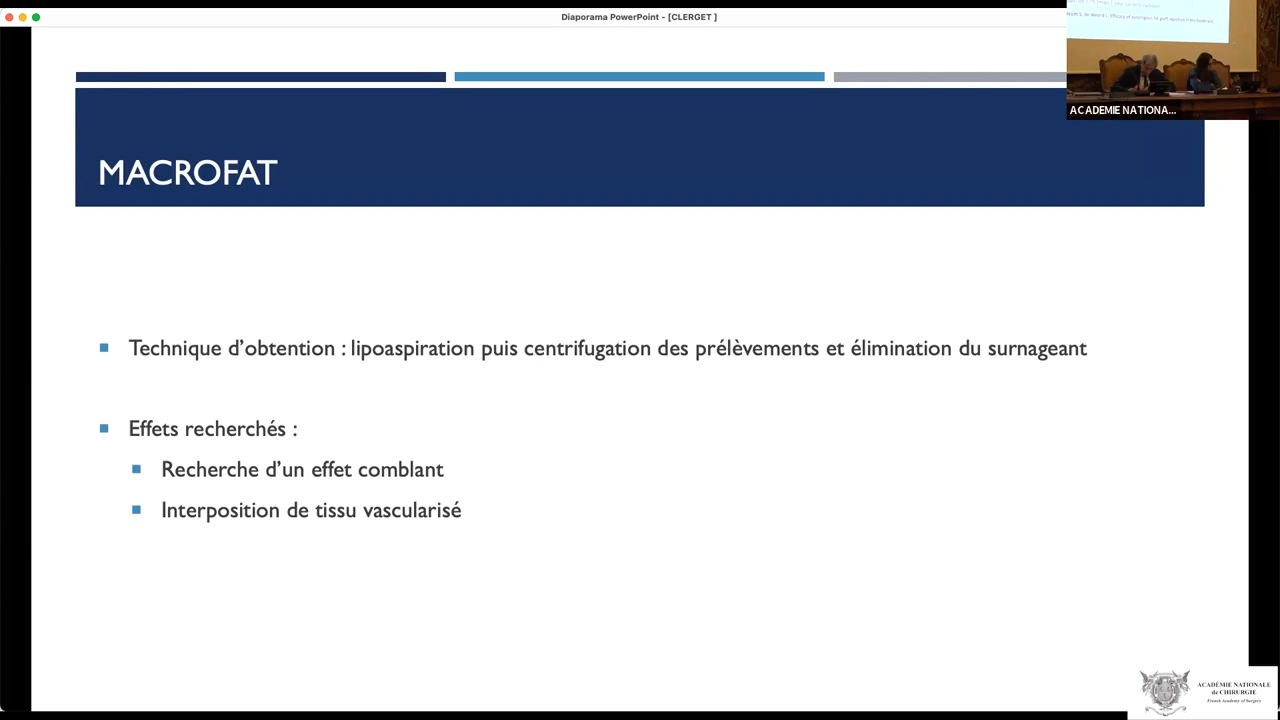 Diaporama PowerPoint - [CLERGET ]
ACADEMIE NATIONA...
MACROFAT
Technique d'obtention : lipoaspiration puis centrifugation des prélèvements et élimination du surnageant
Effets recherchés :
Recherche d'un effet comblant
Interposition de tissu vascularisé
ACADÉMIE NATIONALE
de CHIRURGIE
French Academy of Surgery